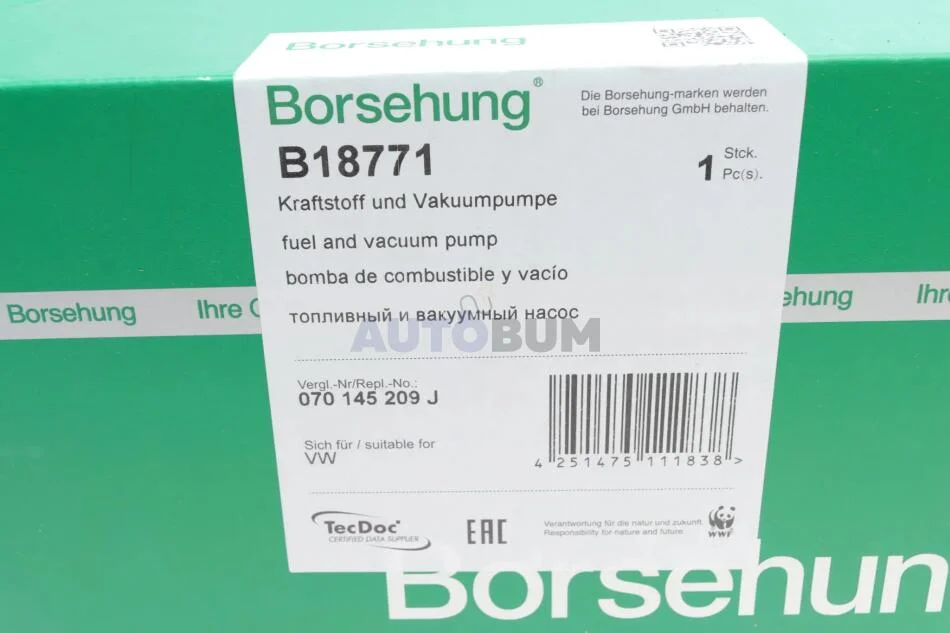 Borsehung
Borsehung®
Die Borsehung-marken werden
bei Borsehung GmbH behalten.
B18771
1 Stck.
Pc(s).
Kraftstoff und Vakuumpumpe
fuel and vacuum pump
bomba de combustible y vacío
топливный и вакуумный насос
AUTOBUM
Borsehung Ihre
ehung Ihr
Vergl.-Nr/Repl.-No.:
070 145 209 J
Sich für / suitable for
VW
4 251475 111838 >
TecDoc®
CERTIFIED DATA SUPPLIER
EAC
Verantwortung für die natur und zukunft.
Responsibility for nature and future.
WWF
Borsehun